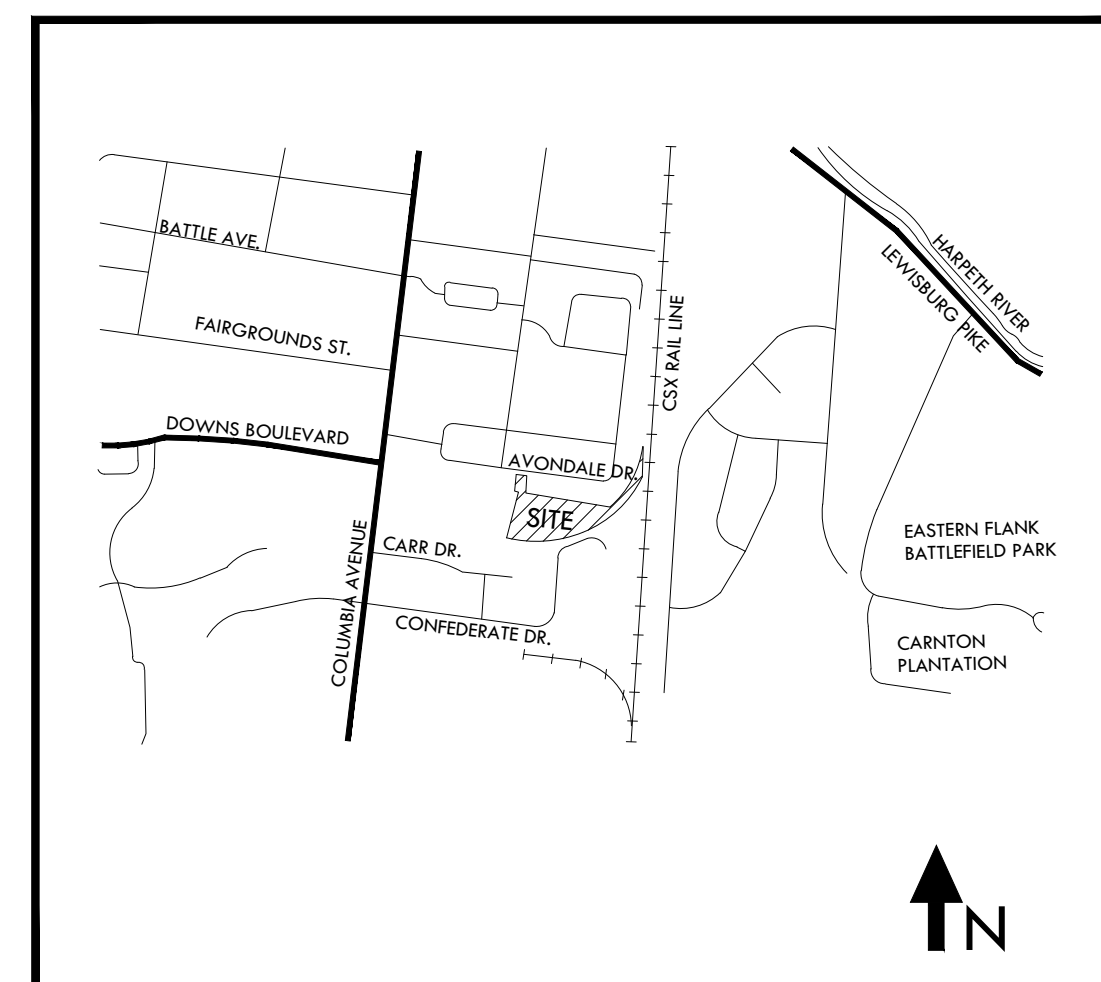 BATTLE AVE.
HARPETH RIVER
LEWISBURG PIKE
FAIRGROUNDS ST.
CSX RAIL LINE
DOWNS BOULEVARD
AVONDALE DR.
SITE
EASTERN FLANK
BATTLEFIELD PARK
CARR DR.
COLUMBIA AVENUE
CONFEDERATE DR.
CARNTON
PLANTATION
N